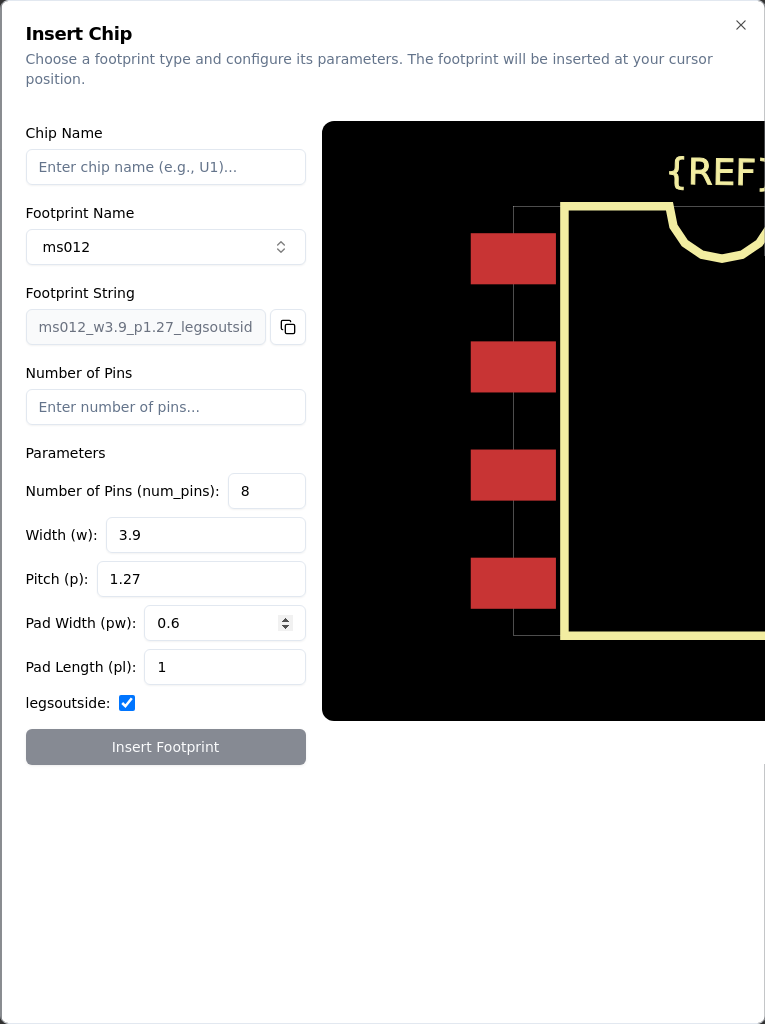 Insert Chip
Choose a footprint type and configure its parameters. The footprint will be inserted at your cursor
position.
Chip Name
Enter chip name (e.g., U1)...
Footprint Name
ms012
Footprint String
ms012_w3.9_p1.27_legsoutsid
Number of Pins
Enter number of pins...
Parameters
Number of Pins (num_pins): 8
Width (w): 3.9
Pitch (p): 1.27
Pad Width (pw): 0.6
Pad Length (pl): 1
legsoutside:
Insert Footprint
{REF}